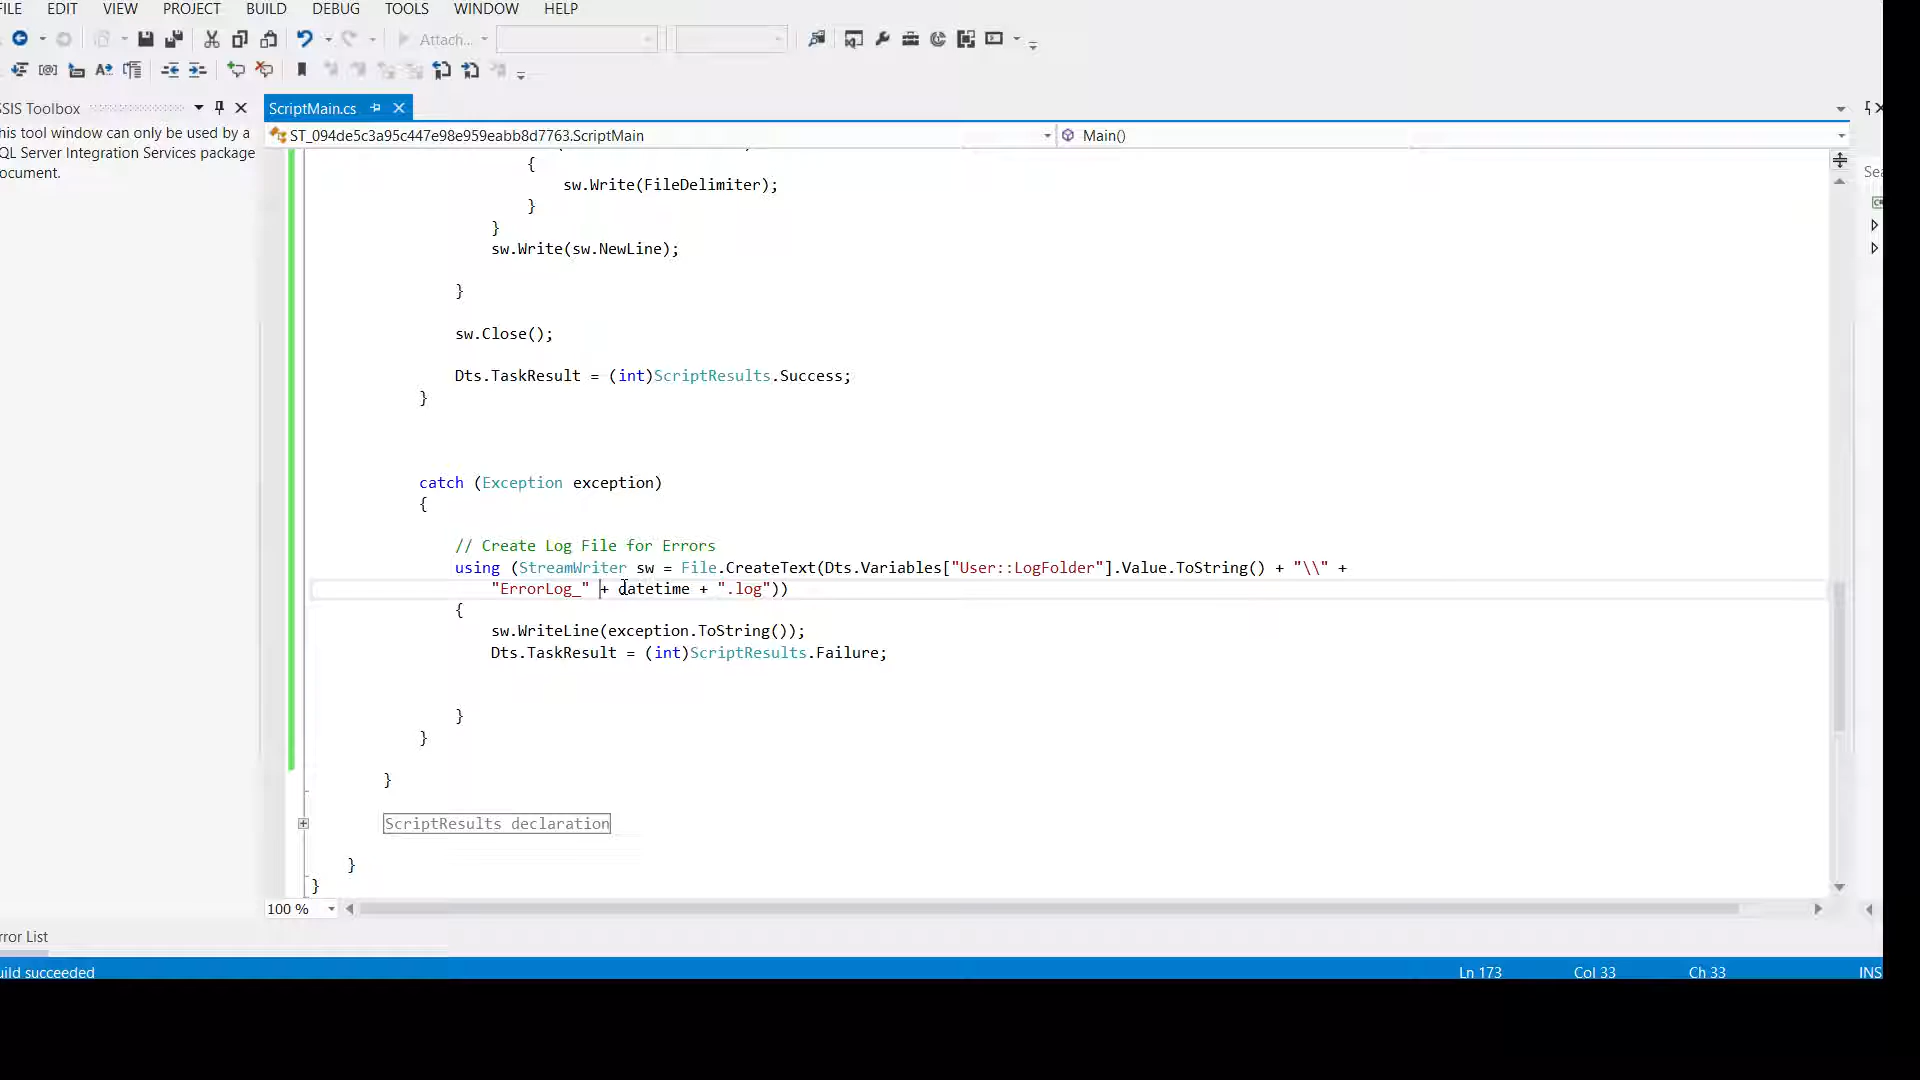 FILE EDIT VIEW PROJECT BUILD DEBUG TOOLS WINDOW HELP
Attach...
SSIS Toolbox
ScriptMain.cs
his tool window can only be used by a
QL Server Integration Services package
ocument.
ST_094de5c3a95c447e98e959eabb8d7763.ScriptMain
Main()
{
sw.Write(FileDelimiter);
}
}
sw.Write(sw.NewLine);
}
sw.Close();
Dts.TaskResult = (int)ScriptResults.Success;
}
catch (Exception exception)
{
// Create Log File for Errors
using (StreamWriter sw = File.CreateText(Dts.Variables["User::LogFolder"].Value.ToString() + "\\" +
"ErrorLog_" + datetime + ".log"))
{
sw.WriteLine(exception.ToString());
Dts.TaskResult = (int)ScriptResults.Failure;
}
}
}
ScriptResults declaration
}
}
100 %
rror List
uild succeeded
Ln 173 Col 33 Ch 33 INS